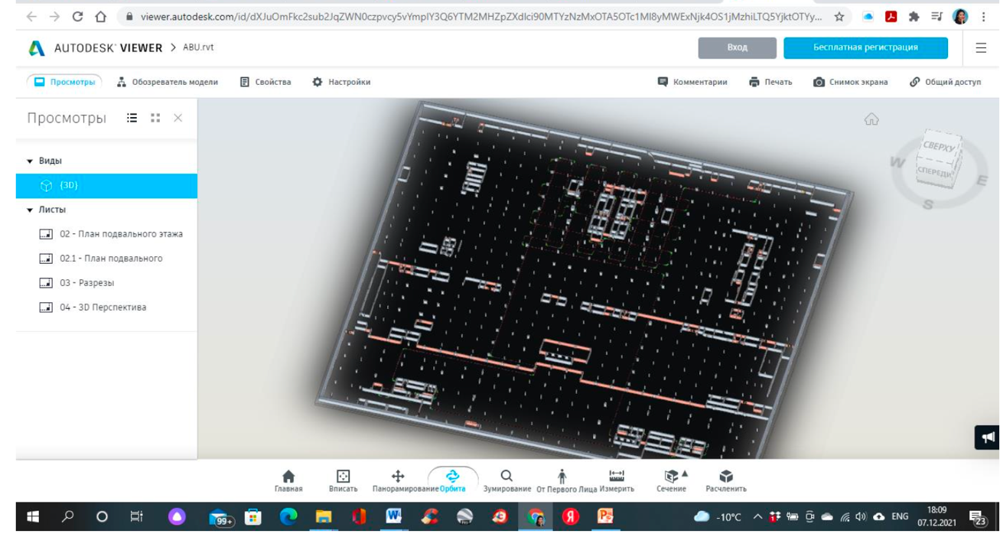 viewer.autodesk.com/id/dXJuOmFkc2sub2JqZWN0czpvcy5vYmplY3Q6YTM2MHZpZXdlci90MTYzNzMxOTA5OTc1Ml8yMWExNjk4OS1jMzhiLTQ5YjktOTYy...
AUTODESK® VIEWER > ABU.rvt
Вход
Бесплатная регистрация
Просмотры
Обозреватель модели
Свойства
Настройки
Комментарии
Печать
Снимок экрана
Общий доступ
Просмотры
Виды
{3D}
Листы
02 - План подвального этажа
02.1 - План подвального
03 - Разрезы
04 - 3D Перспектива
СВЕРХУ
СПЕРЕДИ
W
E
S
Главная
Вписать
Панорамирование
Орбита
Зумирование
От Первого Лица
Измерить
Сечение
Расчленить
99+
-10°C
ENG
18:09
07.12.2021
23